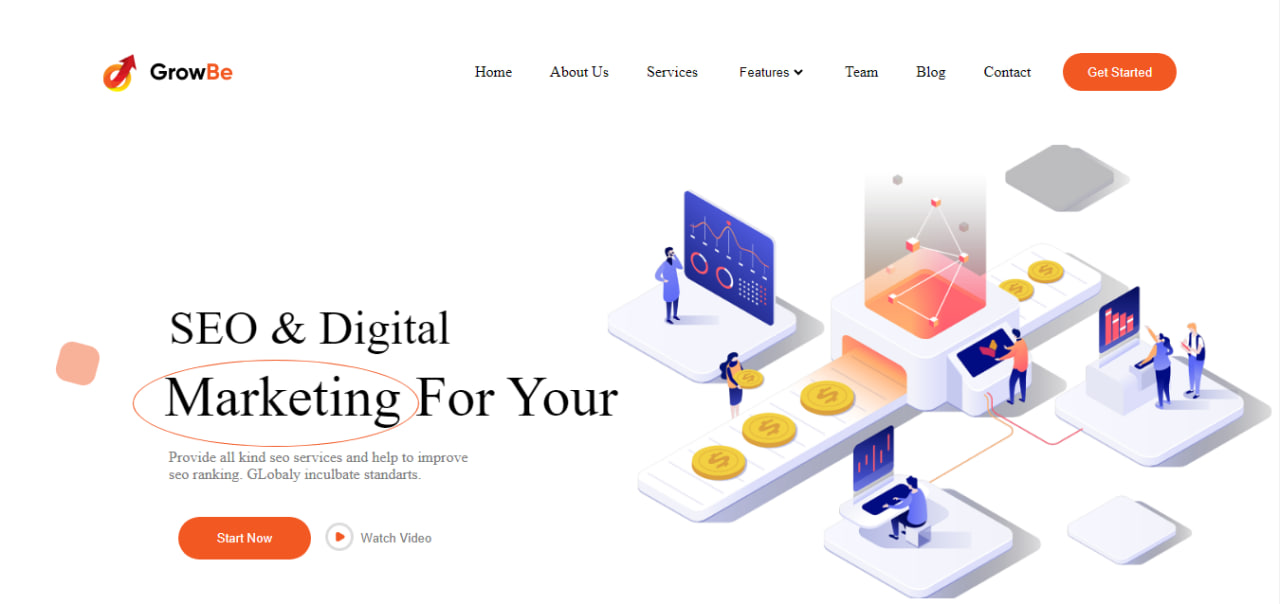 GrowBe
Home About Us Services Features Team Blog Contact Get Started
SEO & Digital
Marketing For Your
Provide all kind seo services and help to improve
seo ranking. GLobaly inculbate standarts.
Start Now Watch Video